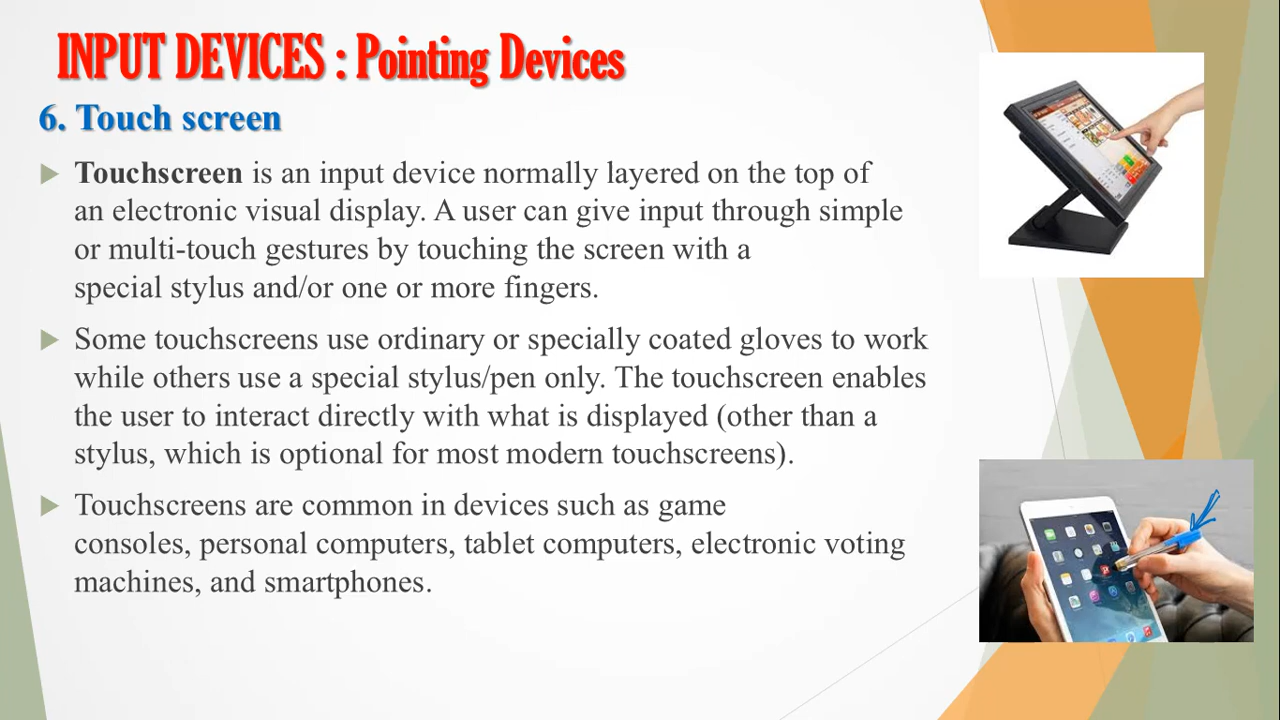 INPUT DEVICES : Pointing Devices
6. Touch screen
Touchscreen is an input device normally layered on the top of
an electronic visual display. A user can give input through simple
or multi-touch gestures by touching the screen with a
special stylus and/or one or more fingers.
Some touchscreens use ordinary or specially coated gloves to work
while others use a special stylus/pen only. The touchscreen enables
the user to interact directly with what is displayed (other than a
stylus, which is optional for most modern touchscreens).
Touchscreens are common in devices such as game
consoles, personal computers, tablet computers, electronic voting
machines, and smartphones.